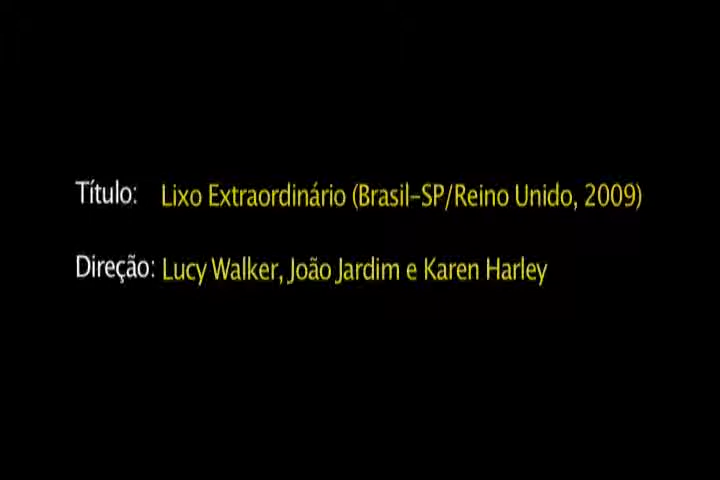 Título: Lixo Extraordinário (Brasil-SP/Reino Unido, 2009)
Direção: Lucy Walker, João Jardim e Karen Harley